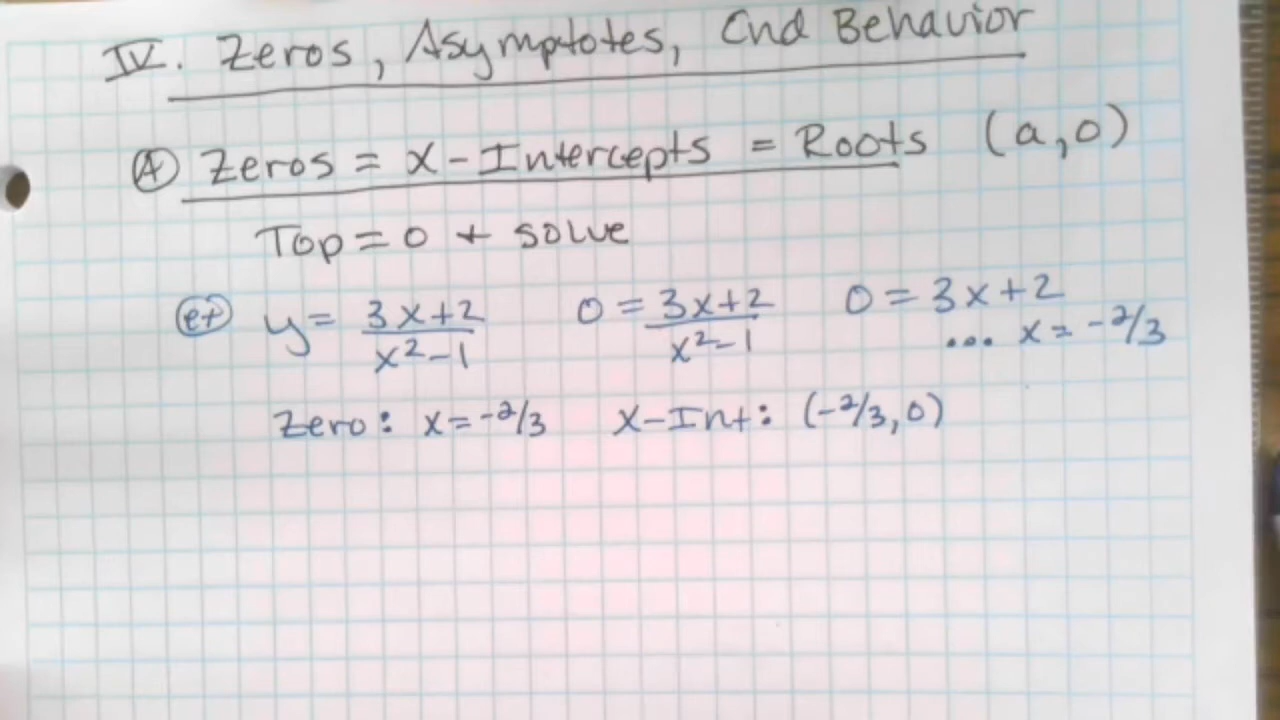 IV. Zeros, Asymptotes, End Behavior
(A) Zeros = x-Intercepts = Roots (a,0)
Top = 0 + solve
(ex) y = (3x+2)/(x²-1) 0 = (3x+2)/(x²-1) 0 = 3x+2
... x = -2/3
Zero: x = -2/3 x-Int: (-2/3, 0)